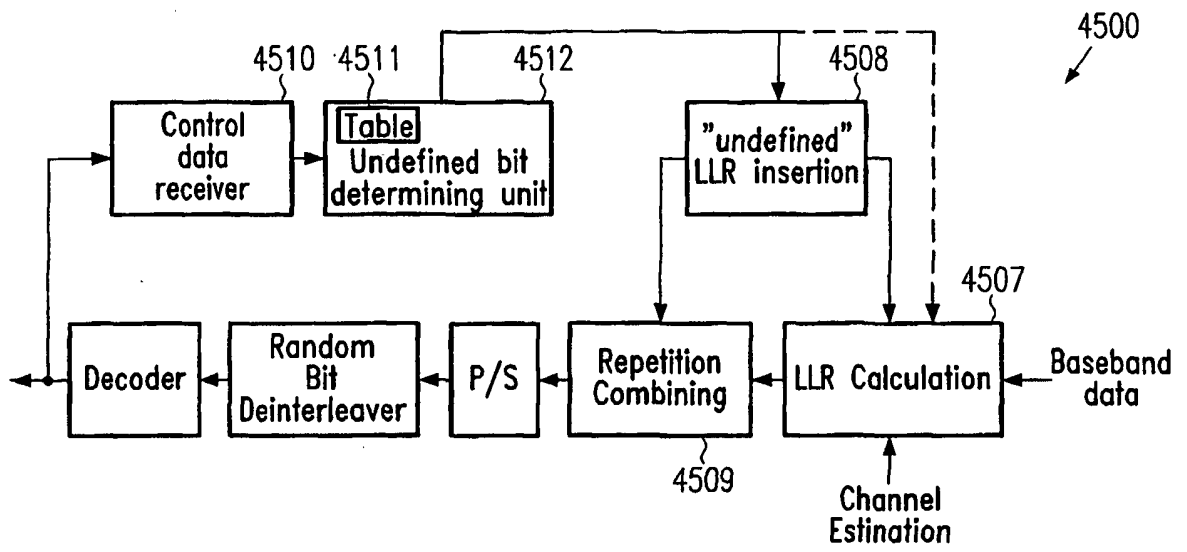 4500
4510
4511
4512
4508
Control
data
receiver
Table
Undefined bit
determining unit
"undefined"
LLR insertion
4507
Decoder
Random
Bit
Deinterleaver
P/S
Repetition
Combining
LLR Calculation
Baseband
data
4509
Channel
Estination